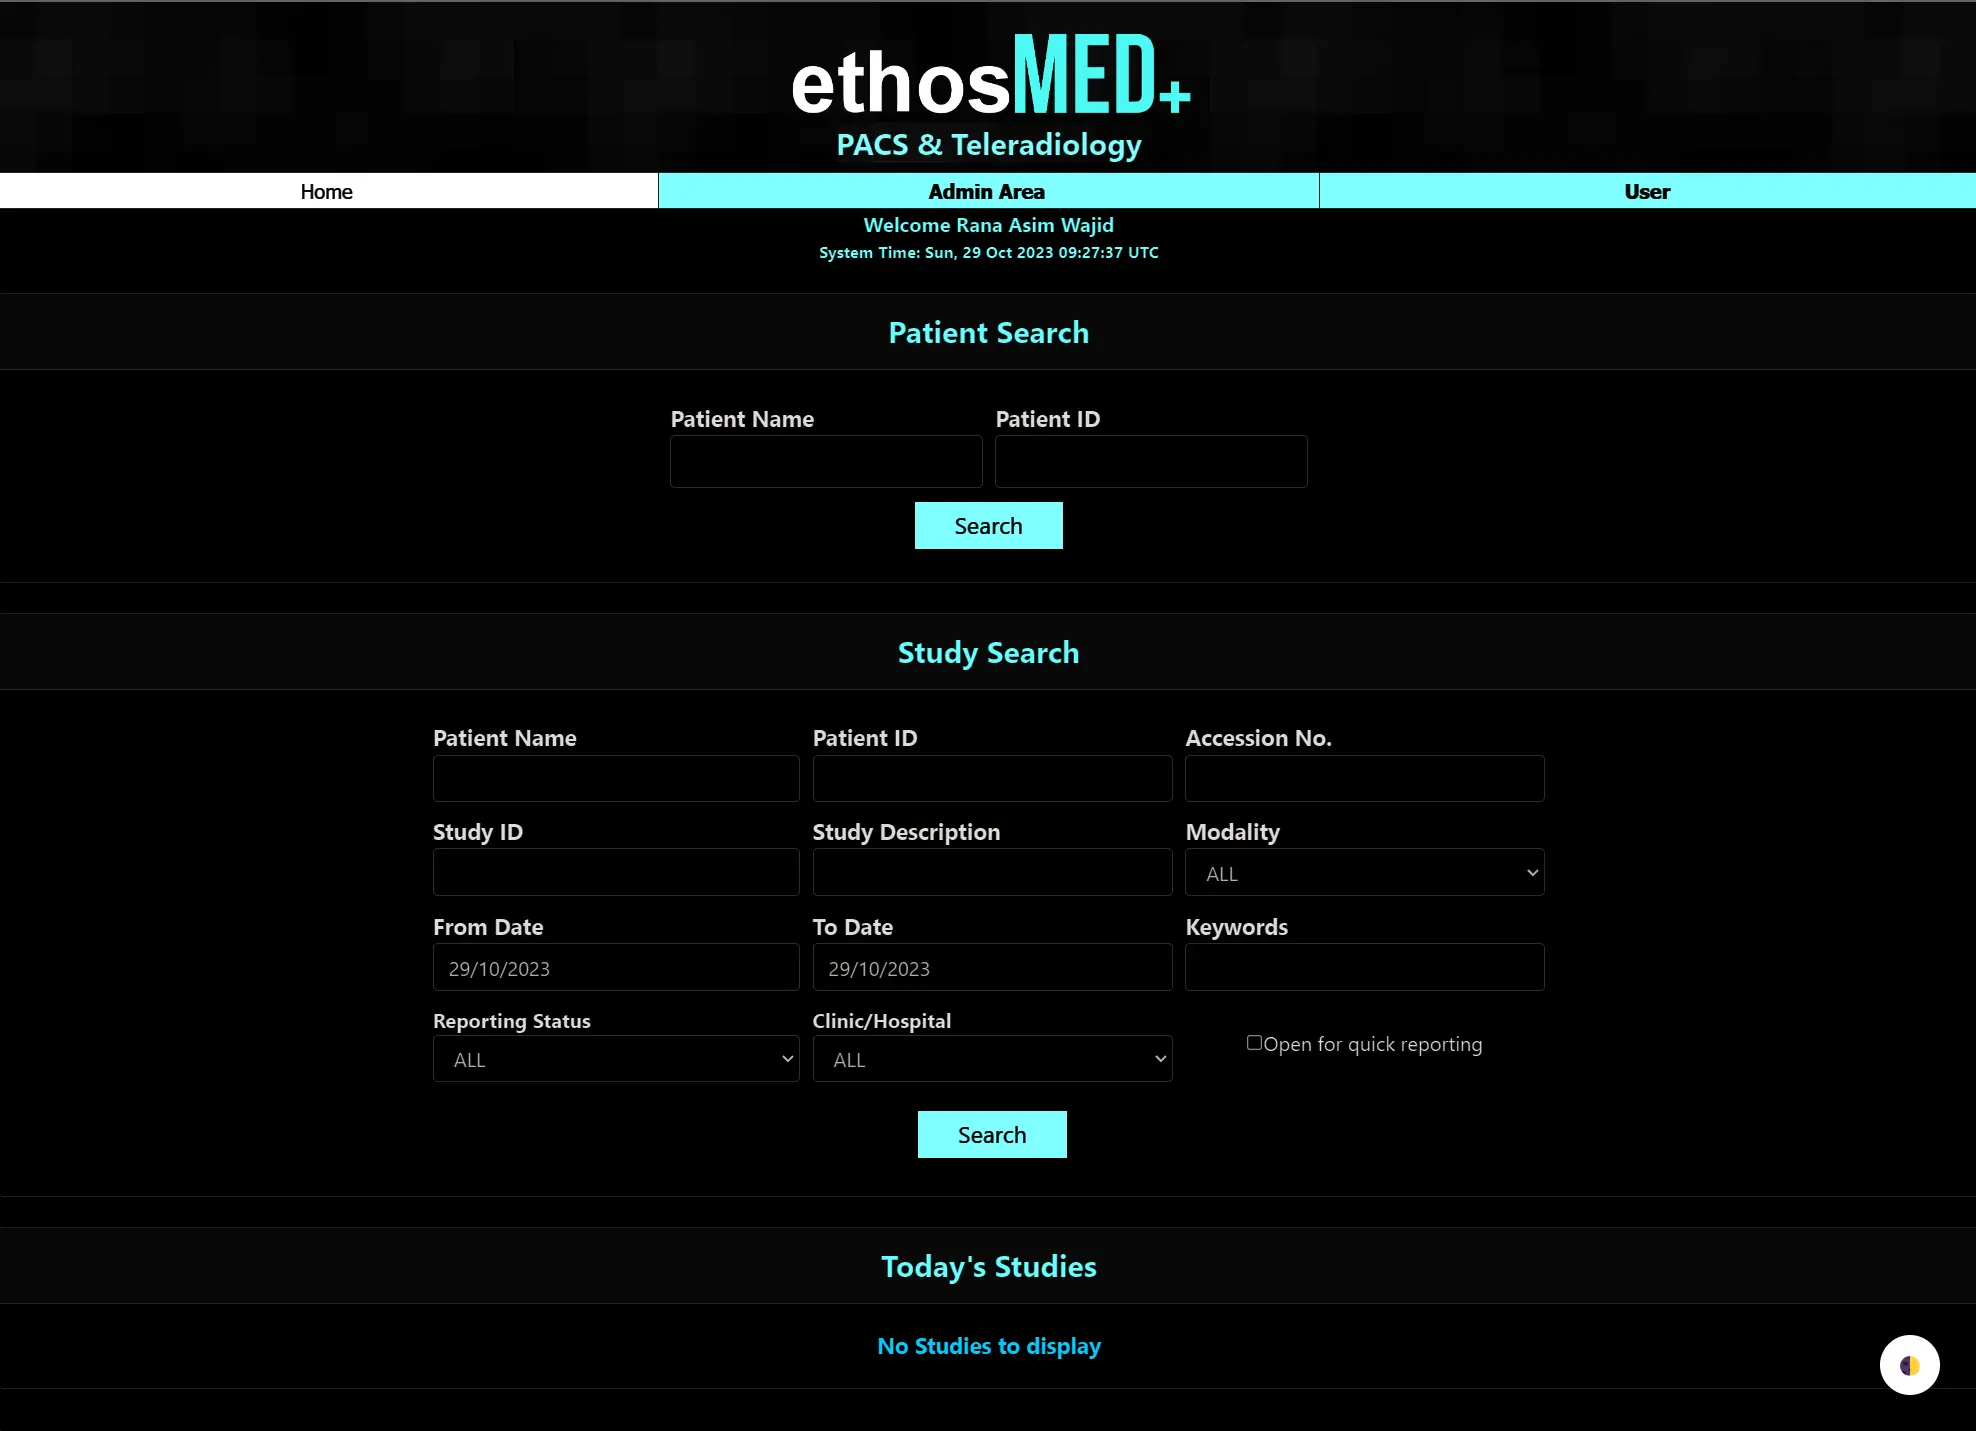 ethosMED+
PACS & Teleradiology
Home Admin Area User
Welcome Rana Asim Wajid
System Time: Sun, 29 Oct 2023 09:27:37 UTC
Patient Search
Patient Name Patient ID
Search
Study Search
Patient Name Patient ID Accession No.
Study ID Study Description Modality
ALL
From Date To Date Keywords
29/10/2023 29/10/2023
Reporting Status Clinic/Hospital
ALL ALL Open for quick reporting
Search
Today's Studies
No Studies to display